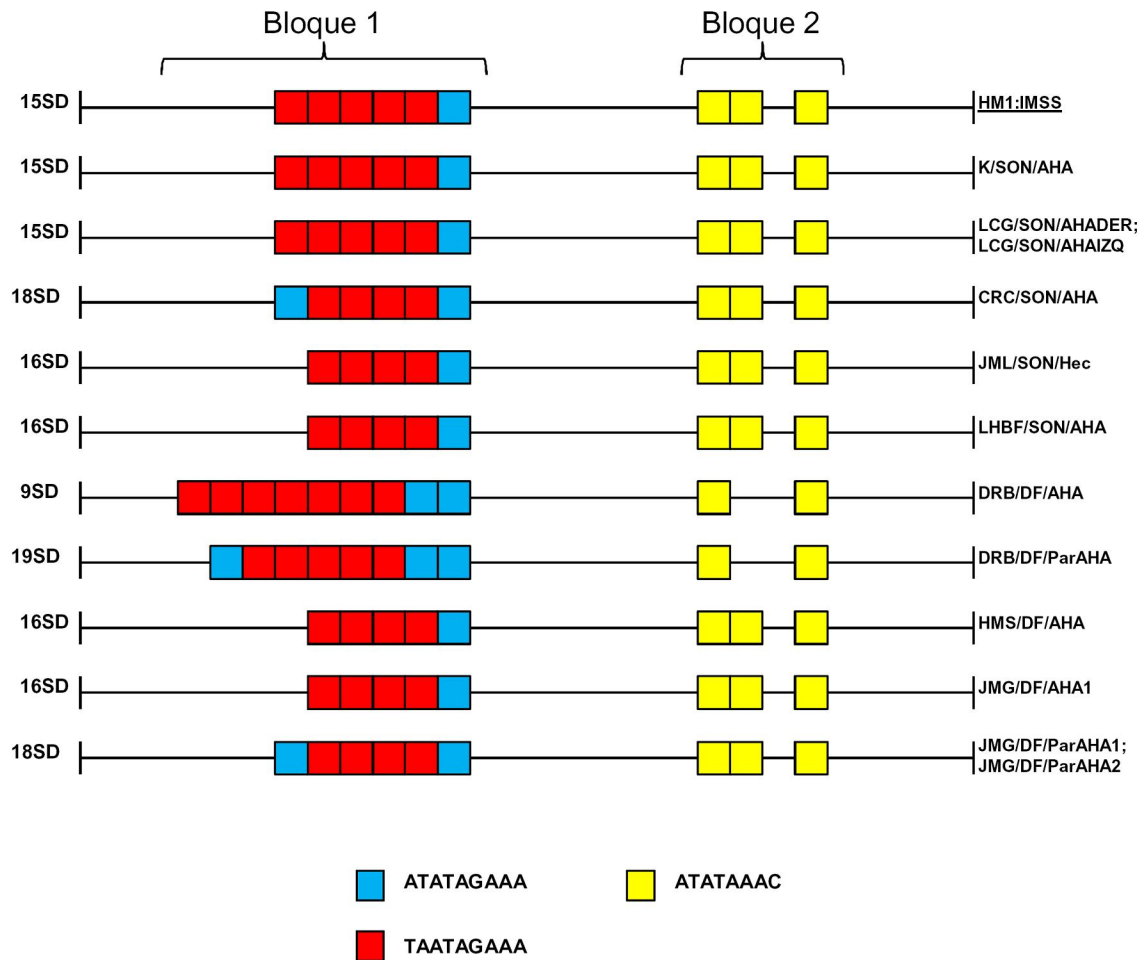 Bloque 1
Bloque 2
15SD
HM1:IMSS
15SD
K/SON/AHA
15SD
LCG/SON/AHADER;
LCG/SON/AHAIZQ
18SD
CRC/SON/AHA
16SD
JML/SON/Hec
16SD
LHBF/SON/AHA
9SD
DRB/DF/AHA
19SD
DRB/DF/ParAHA
16SD
HMS/DF/AHA
16SD
JMG/DF/AHA1
18SD
JMG/DF/ParAHA1;
JMG/DF/ParAHA2
ATATAGAAA
ATATAAAC
TAATAGAAA